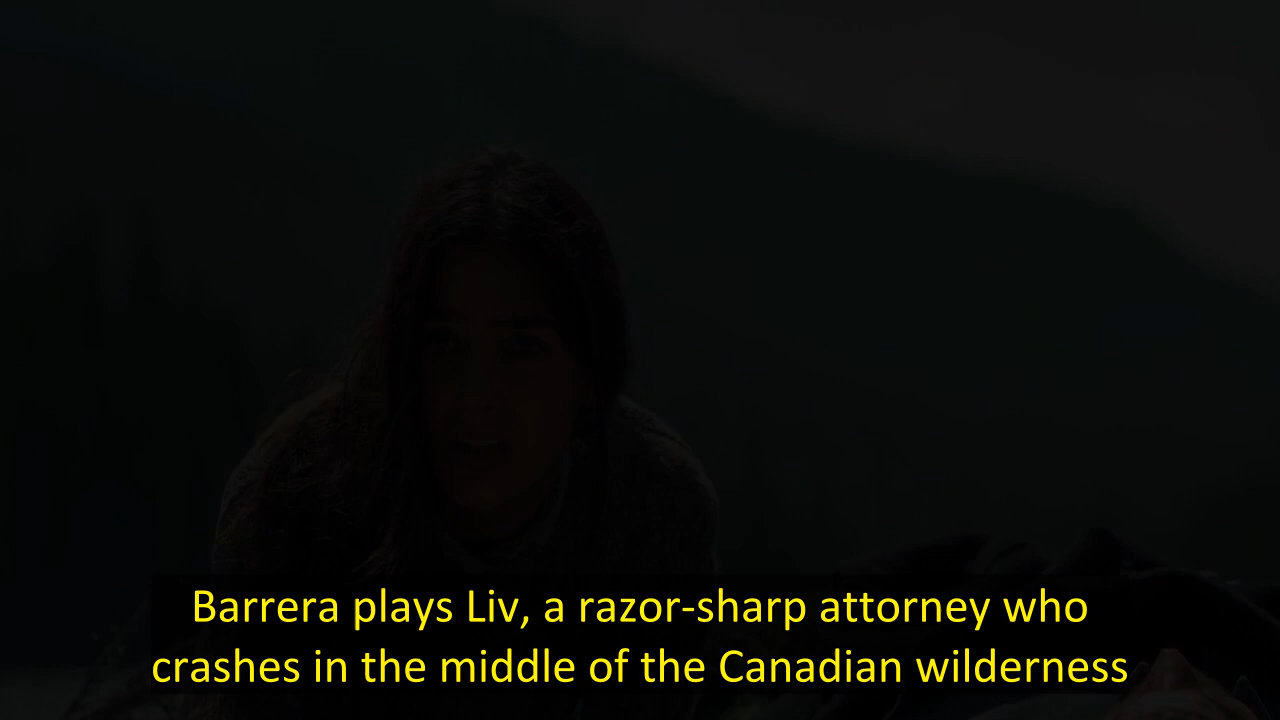 Barrera plays Liv, a razor-sharp attorney who
crashes in the middle of the Canadian wilderness